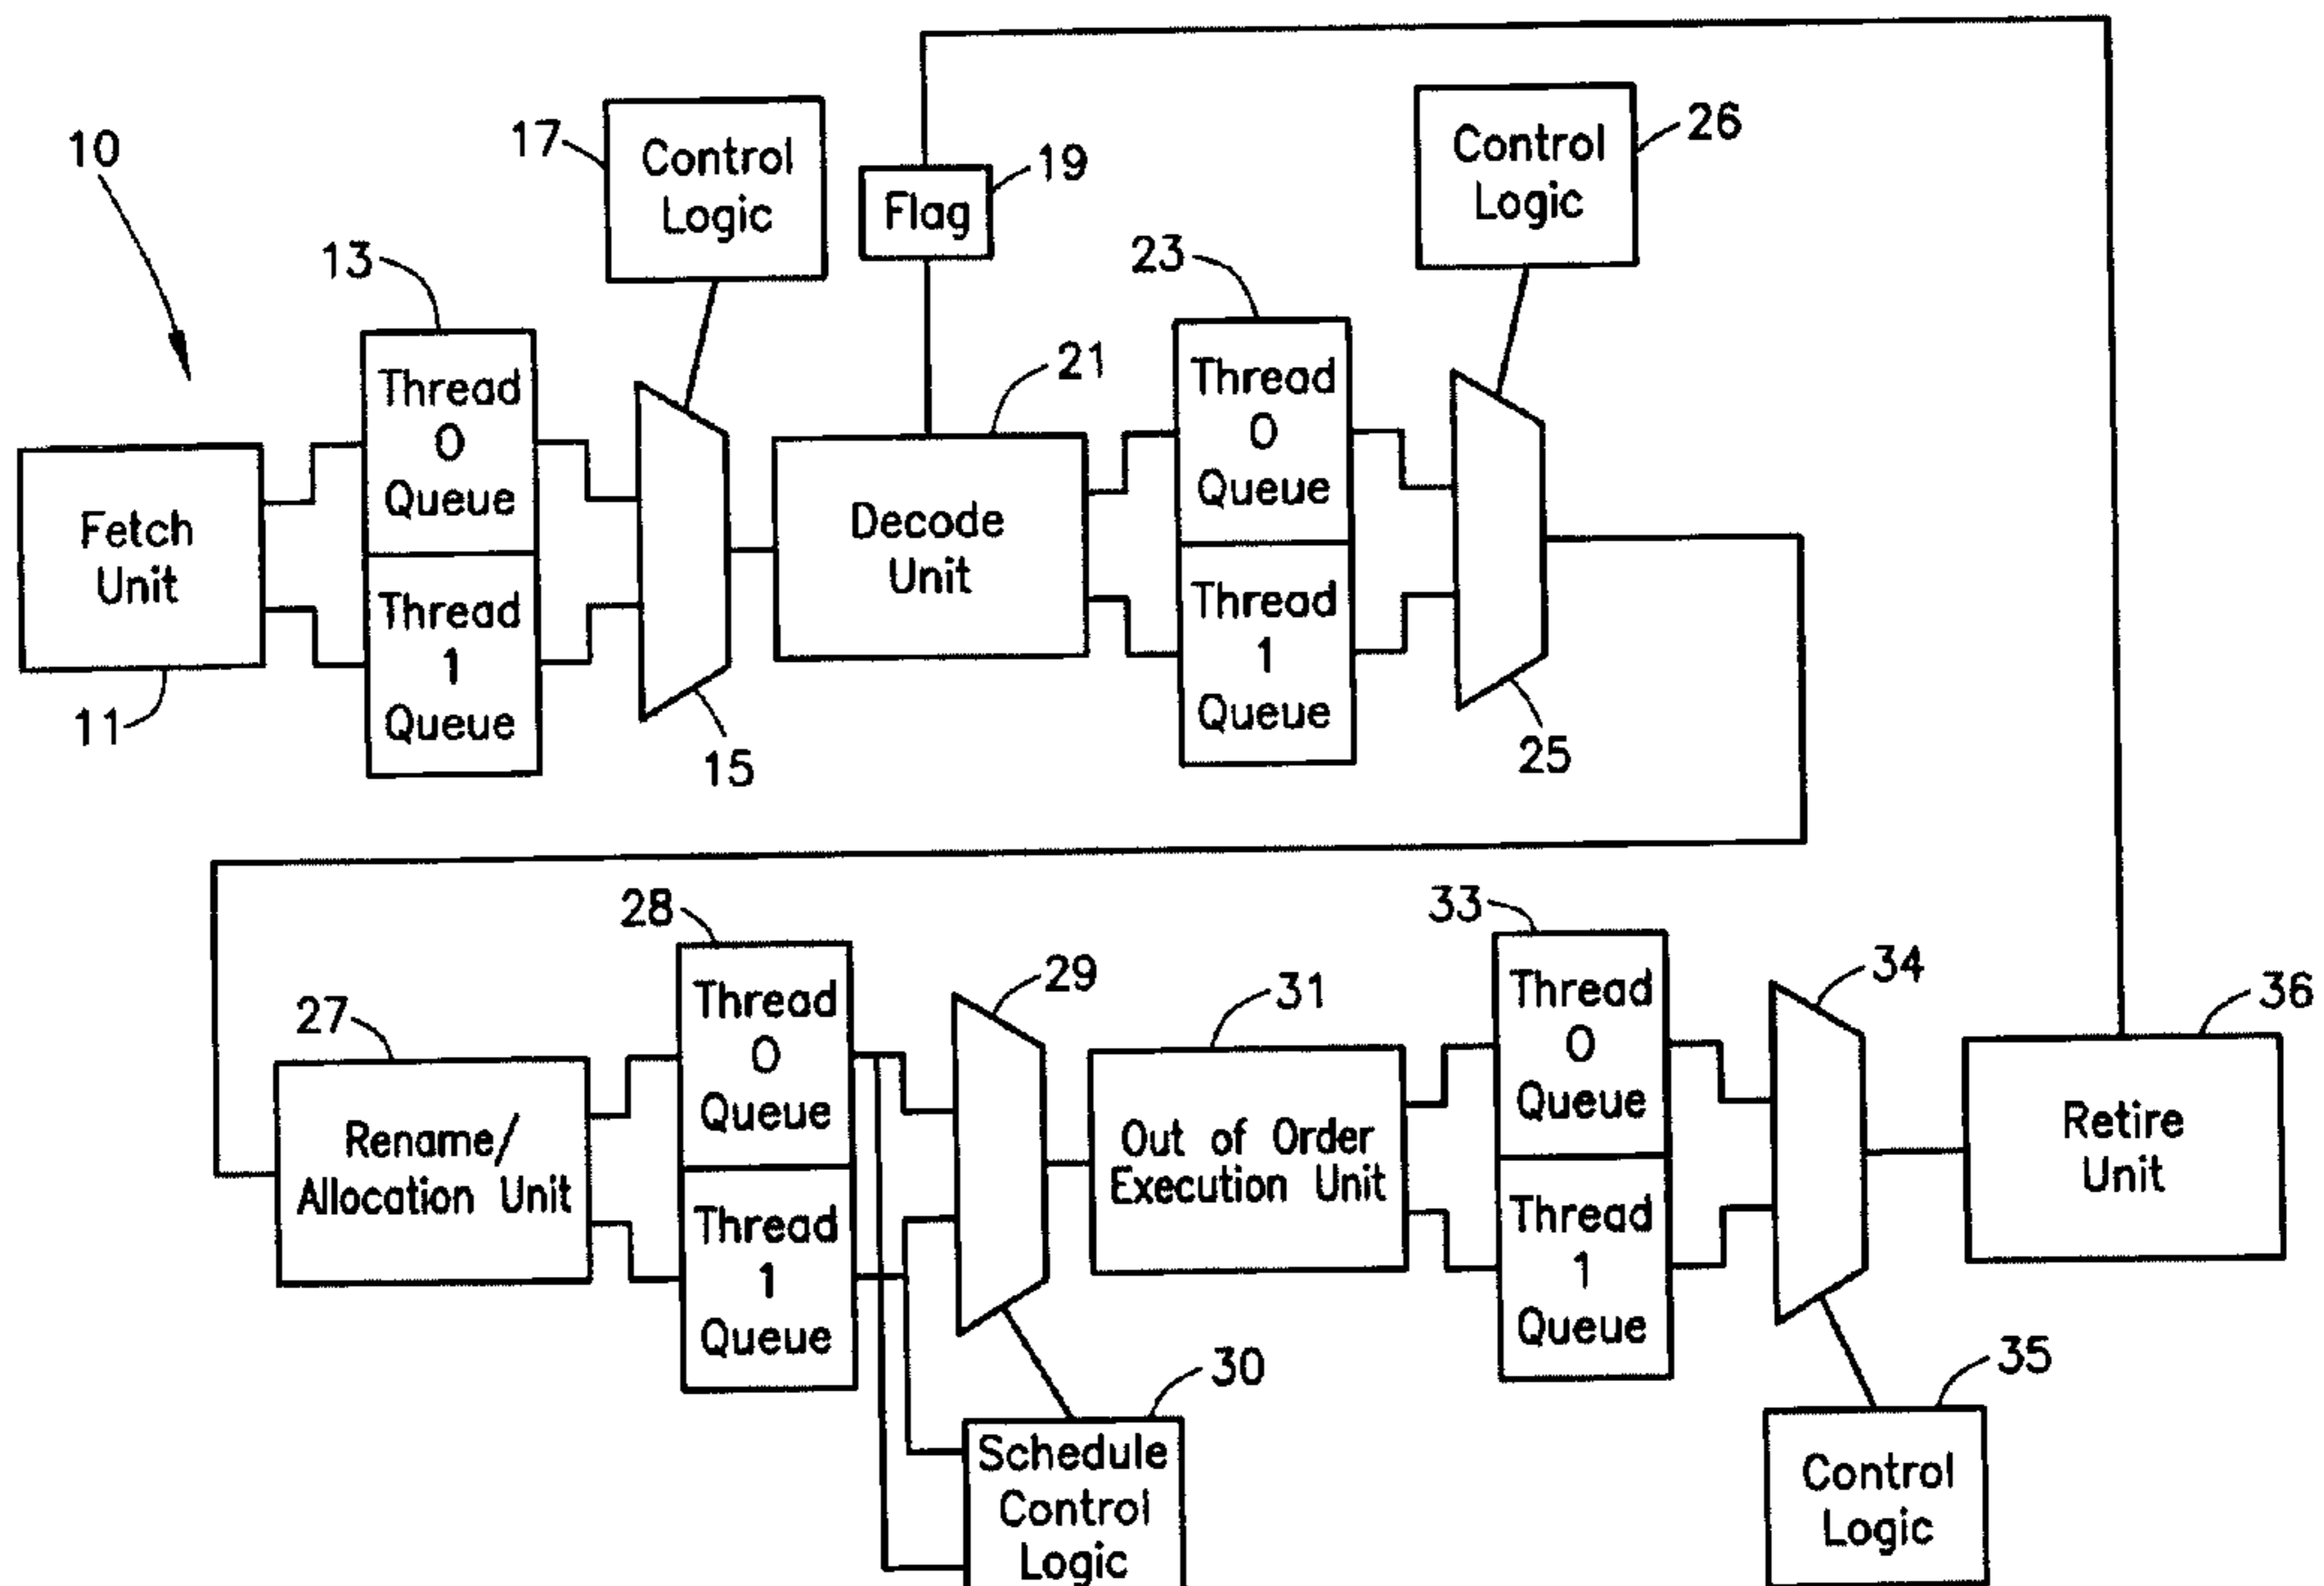 10
17
Control
Logic
Flag
19
Control
Logic
26
13
Thread
0
Queue
Thread
1
Queue
Fetch
Unit
11
15
21
Decode
Unit
23
Thread
0
Queue
Thread
1
Queue
25
27
Rename/
Allocation Unit
28
Thread
0
Queue
Thread
1
Queue
29
30
Schedule
Control
Logic
31
Out of Order
Execution Unit
33
Thread
0
Queue
Thread
1
Queue
34
35
Control
Logic
36
Retire
Unit